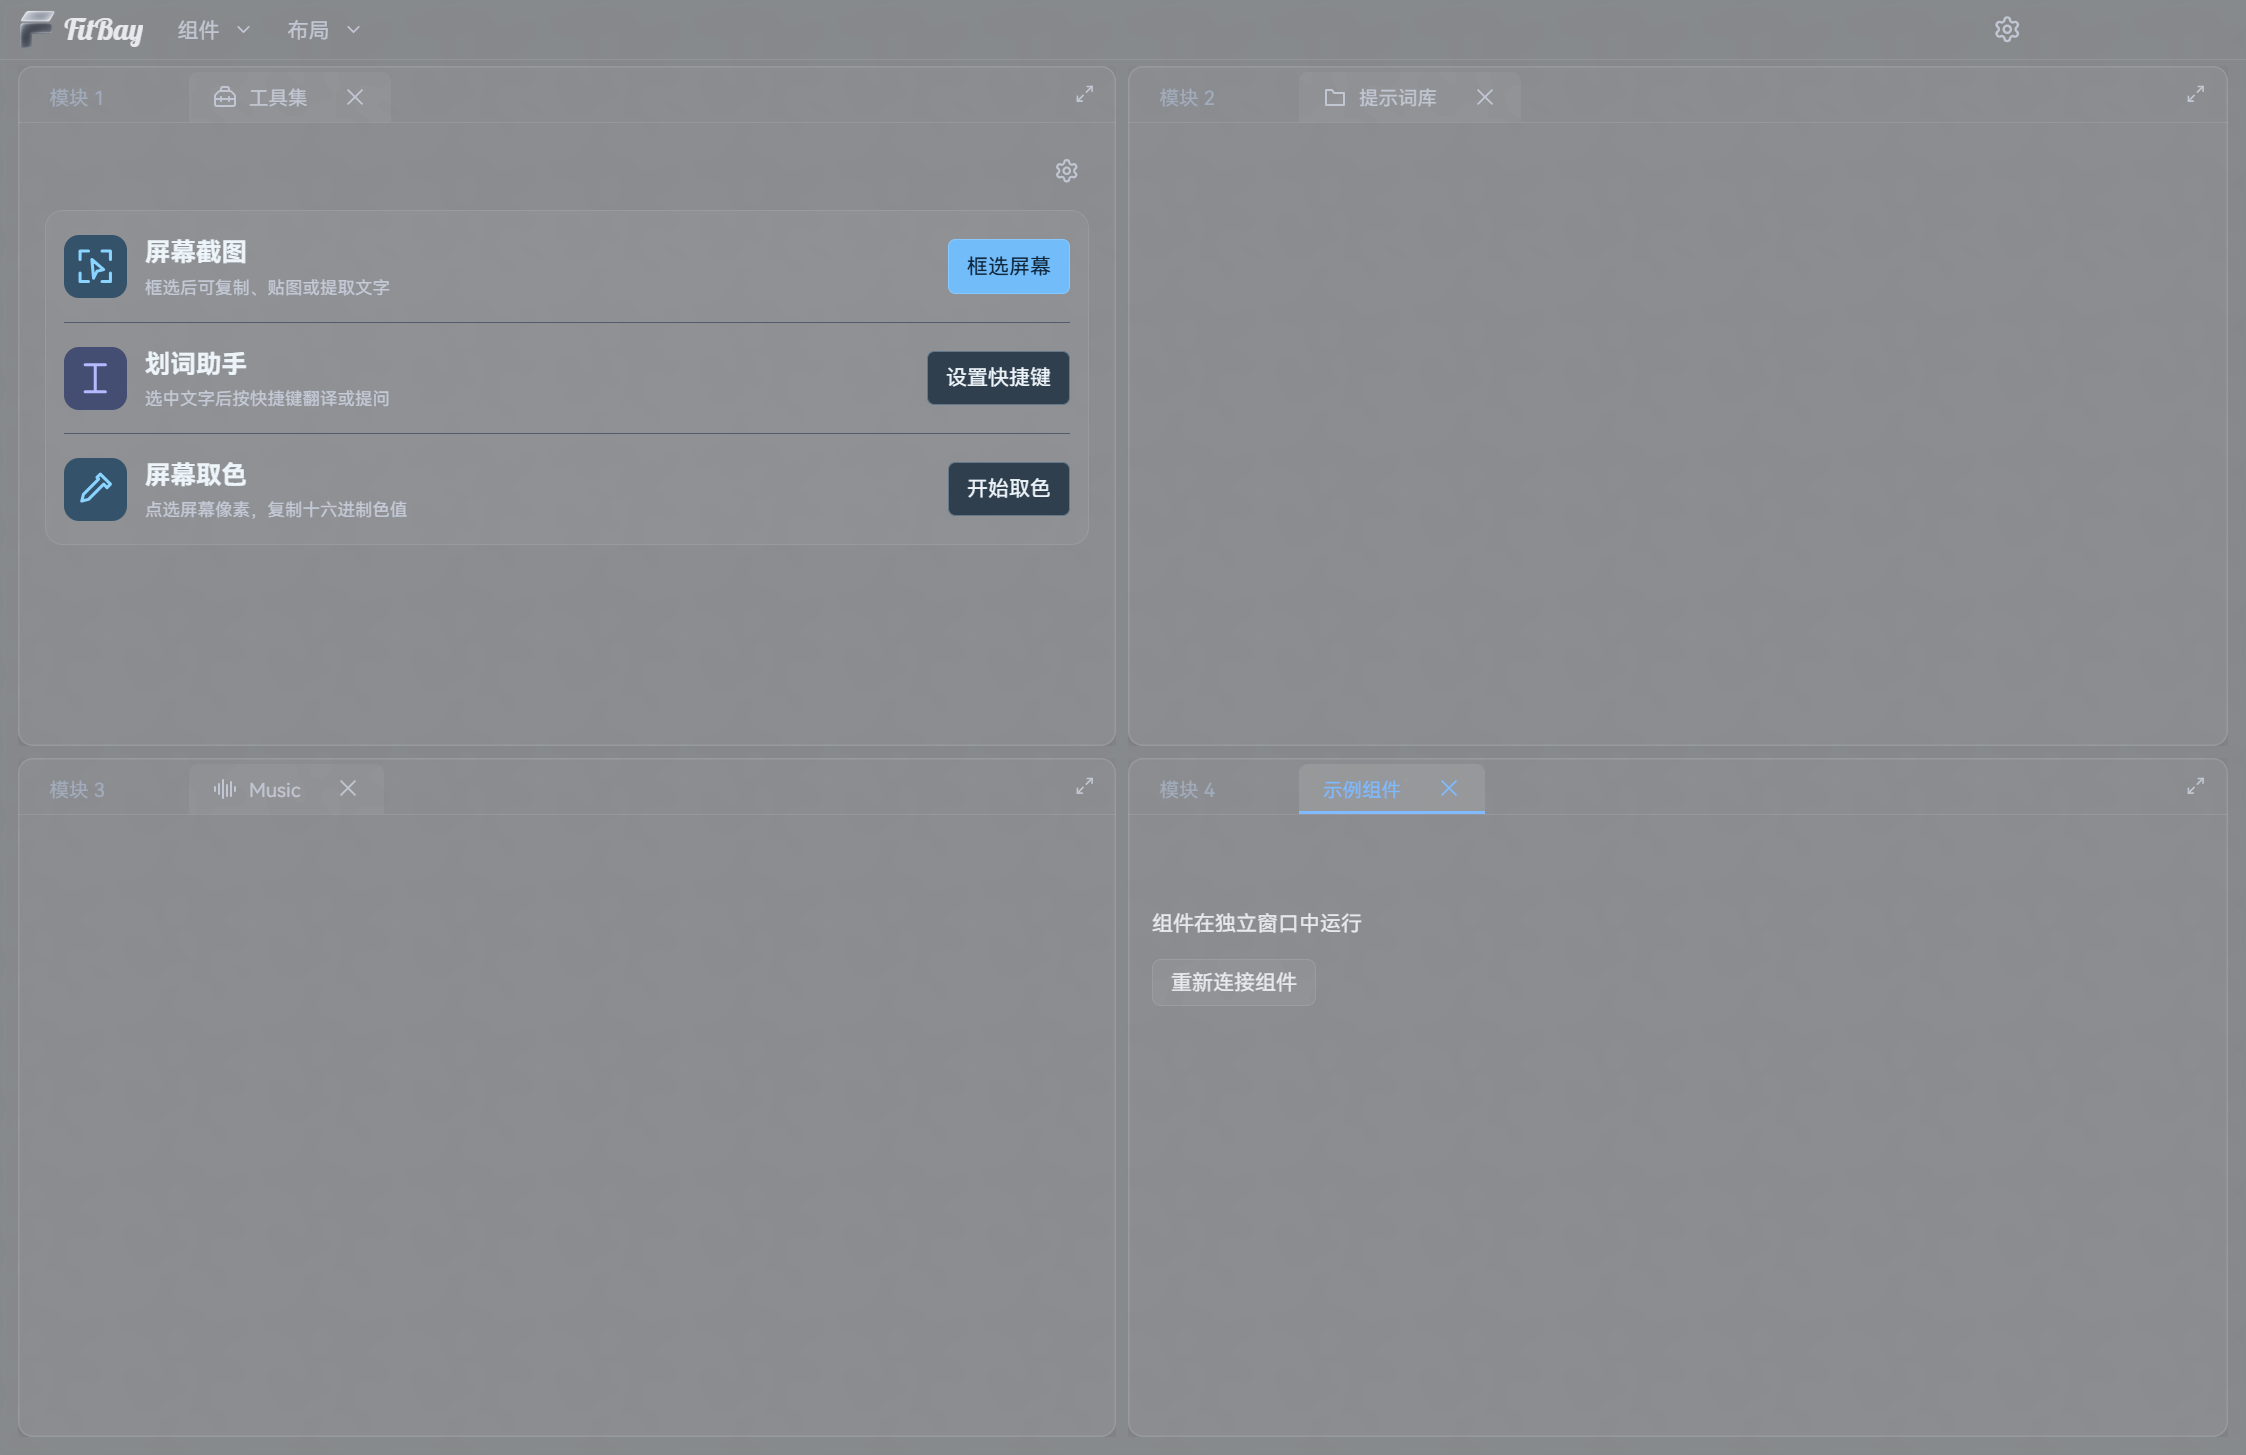 FitBay 组件 布局
模块 1 工具集
屏幕截图
框选后可复制、贴图或提取文字
框选屏幕
划词助手
选中文字后按快捷键翻译或提问
设置快捷键
屏幕取色
点选屏幕像素，复制十六进制色值
开始取色
模块 2 提示词库
模块 3 Music
模块 4 示例组件
组件在独立窗口中运行
重新连接组件